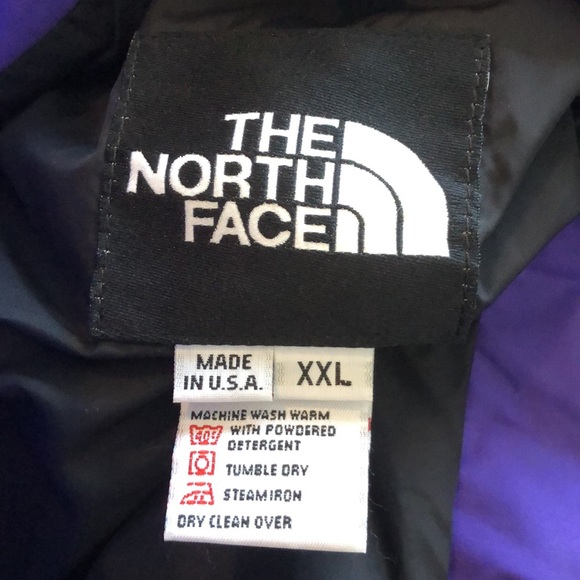 THE
NORTH
FACE
MADE
IN U.S.A.
XXL
MACHINE WASH WARM
WITH POWDERED
DETERGENT
TUMBLE DRY
STEAM IRON
DRY CLEAN OVER